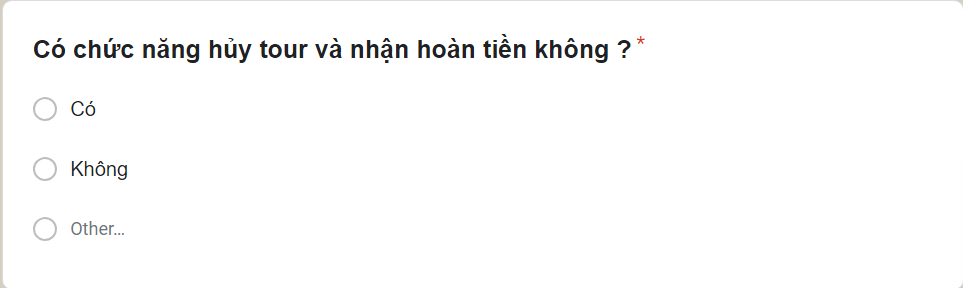 Có chức năng hủy tour và nhận hoàn tiền không ? *
Có
Không
Other...